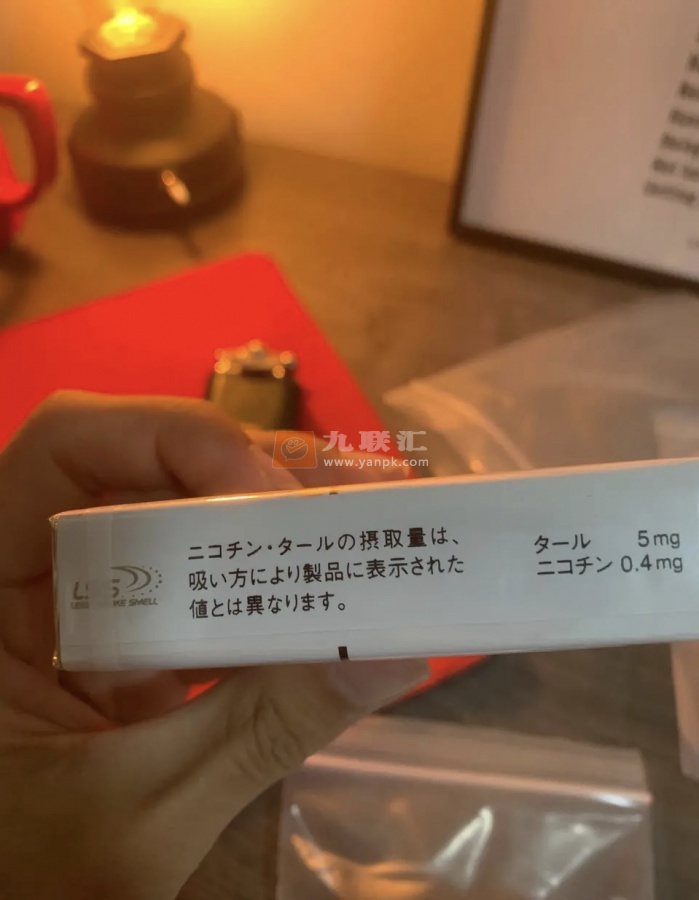 九联汇
www.yanpk.com
ニコチン・タールの摂取量は、
吸い方により製品に表示された
値とは異なります。
タール 5mg
ニコチン 0.4mg
SMELL